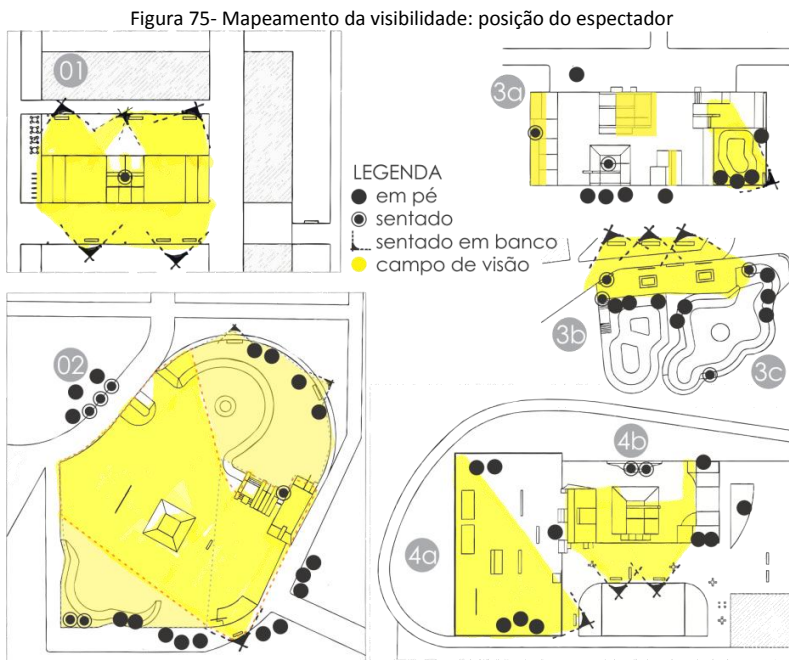 Figura 75- Mapeamento da visibilidade: posição do espectador
01
3a
LEGENDA
em pé
sentado
sentado em banco
campo de visão
3b
3c
02
4b
4a